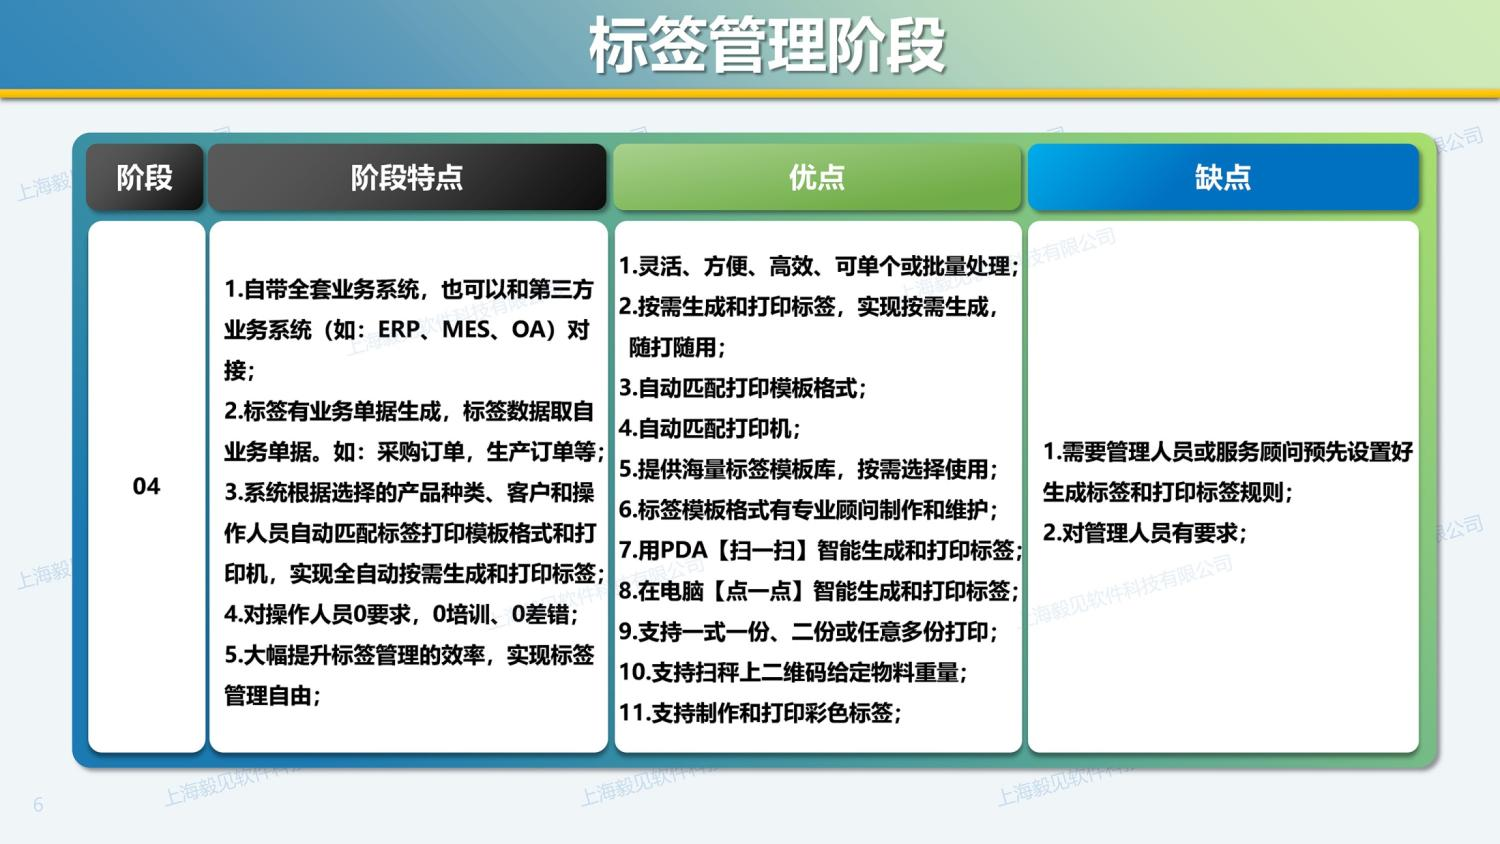 标签管理阶段
阶段
阶段特点
优点
缺点
04
1.自带全套业务系统，也可以和第三方
业务系统（如：ERP、MES、OA）对
接；
2.标签有业务单据生成，标签数据取自
业务单据。如：采购订单，生产订单等；
3.系统根据选择的产品种类、客户和操
作人员自动匹配标签打印模板格式和打
印机，实现全自动按需生成和打印标签；
4.对操作人员0要求，0培训、0差错；
5.大幅提升标签管理的效率，实现标签
管理自由；
1.灵活、方便、高效、可单个或批量处理；
2.按需生成和打印标签，实现按需生成，
随打随用；
3.自动匹配打印模板格式；
4.自动匹配打印机；
5.提供海量标签模板库，按需选择使用；
6.标签模板格式有专业顾问制作和维护；
7.用PDA【扫一扫】智能生成和打印标签；
8.在电脑【点一点】智能生成和打印标签；
9.支持一式一份、二份或任意多份打印；
10.支持扫秤上二维码给定物料重量；
11.支持制作和打印彩色标签；
1.需要管理人员或服务顾问预先设置好
生成标签和打印标签规则；
2.对管理人员有要求；
上海毅见软件科技有限公司
6